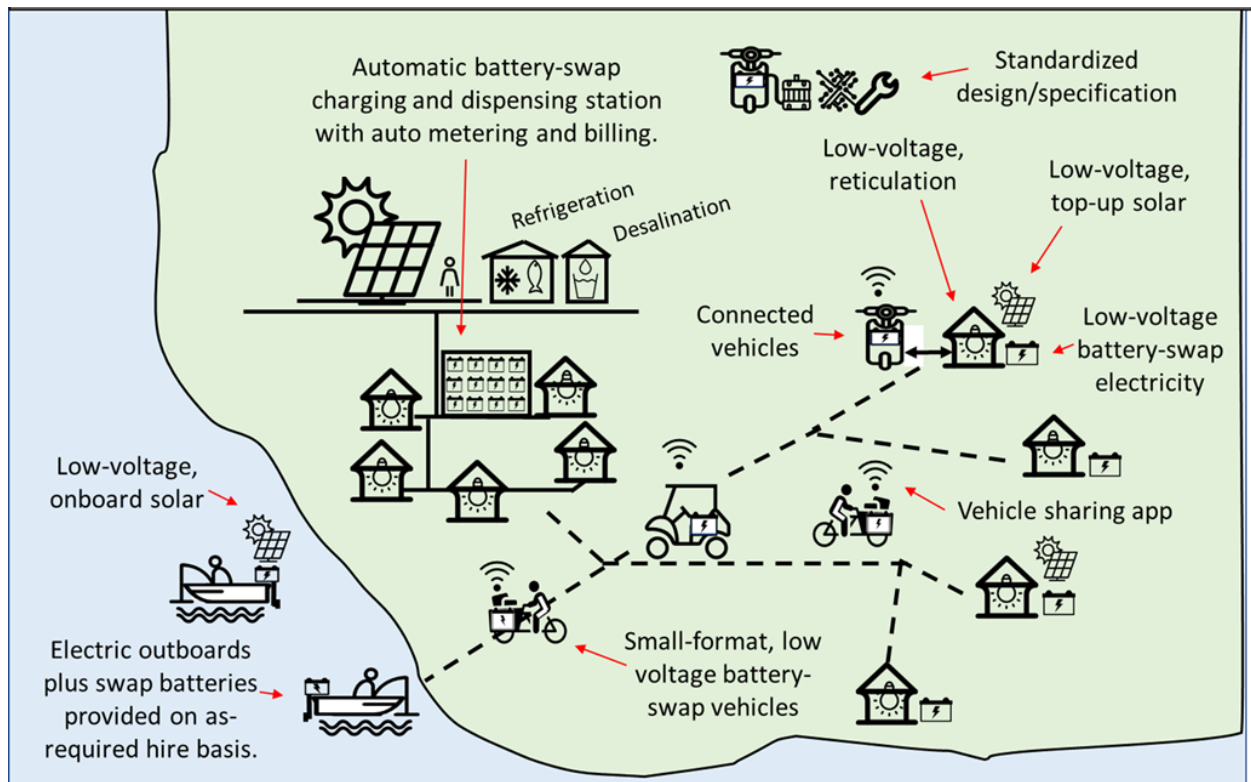 Automatic battery-swap
charging and dispensing station
with auto metering and billing.
Standardized
design/specification
Low-voltage,
reticulation
Low-voltage,
top-up solar
Refrigeration
Desalination
Connected
vehicles
Low-voltage
battery-swap
electricity
Low-voltage,
onboard solar
Vehicle sharing app
Electric outboards
plus swap batteries
provided on as-
required hire basis.
Small-format, low
voltage battery-
swap vehicles